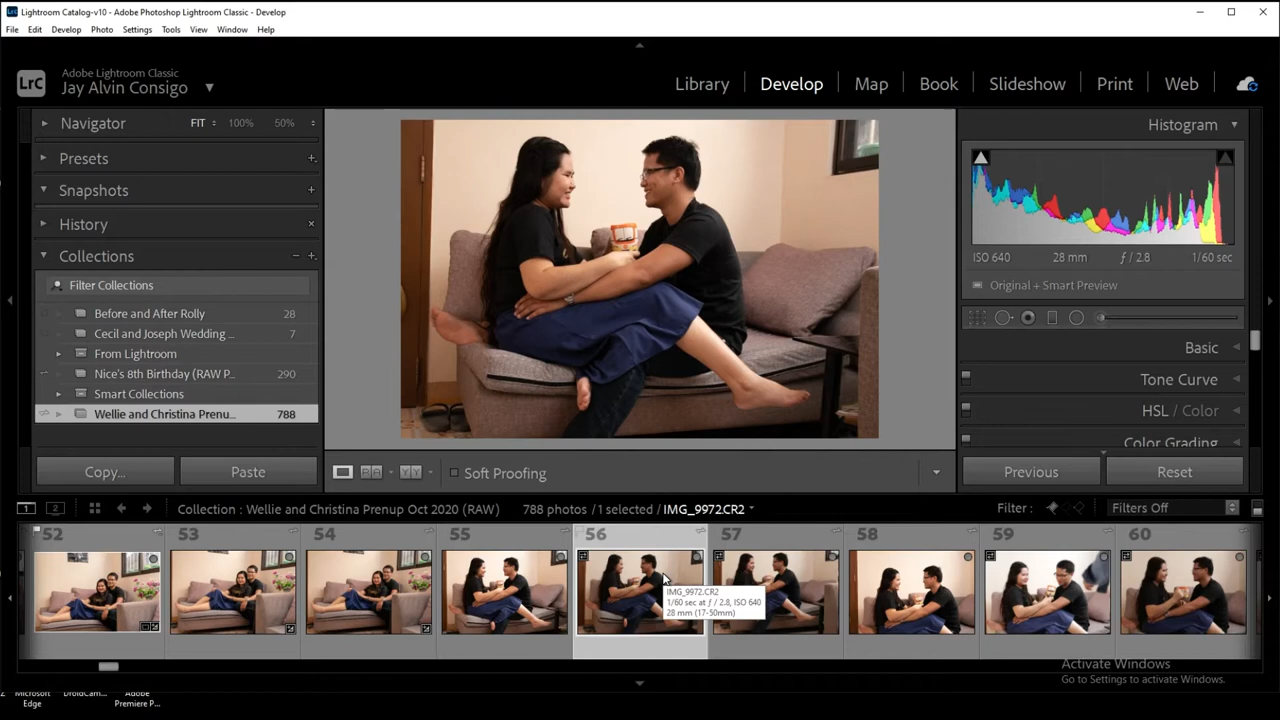 Lightroom Catalog-v10 - Adobe Photoshop Lightroom Classic - Develop
File Edit Develop Photo Settings Tools View Window Help
LrC
Adobe Lightroom Classic
Jay Alvin Consigo
Library Develop Map Book Slideshow Print Web
Navigator FIT 100% 50%
Presets
Snapshots
History
Collections
Filter Collections
Before and After Rolly 28
Cecil and Joseph Wedding ... 7
From Lightroom
Nice's 8th Birthday (RAW P... 290
Smart Collections
Wellie and Christina Prenu... 788
Copy... Paste
Soft Proofing
Histogram
ISO 640 28 mm ƒ / 2.8 1/60 sec
Original + Smart Preview
Basic
Tone Curve
HSL / Color
Color Grading
Previous Reset
1 2 Collection : Wellie and Christina Prenup Oct 2020 (RAW) 788 photos / 1 selected / IMG_9972.CR2 Filter : Filters Off
52 53 54 55 56 57 58 59 60
IMG_9972.CR2
1/60 sec at ƒ / 2.8, ISO 640
28 mm (17-50mm)
Activate Windows
Go to Settings to activate Windows.
Microsoft
Edge
DroidCam...
Adobe
Premiere P...